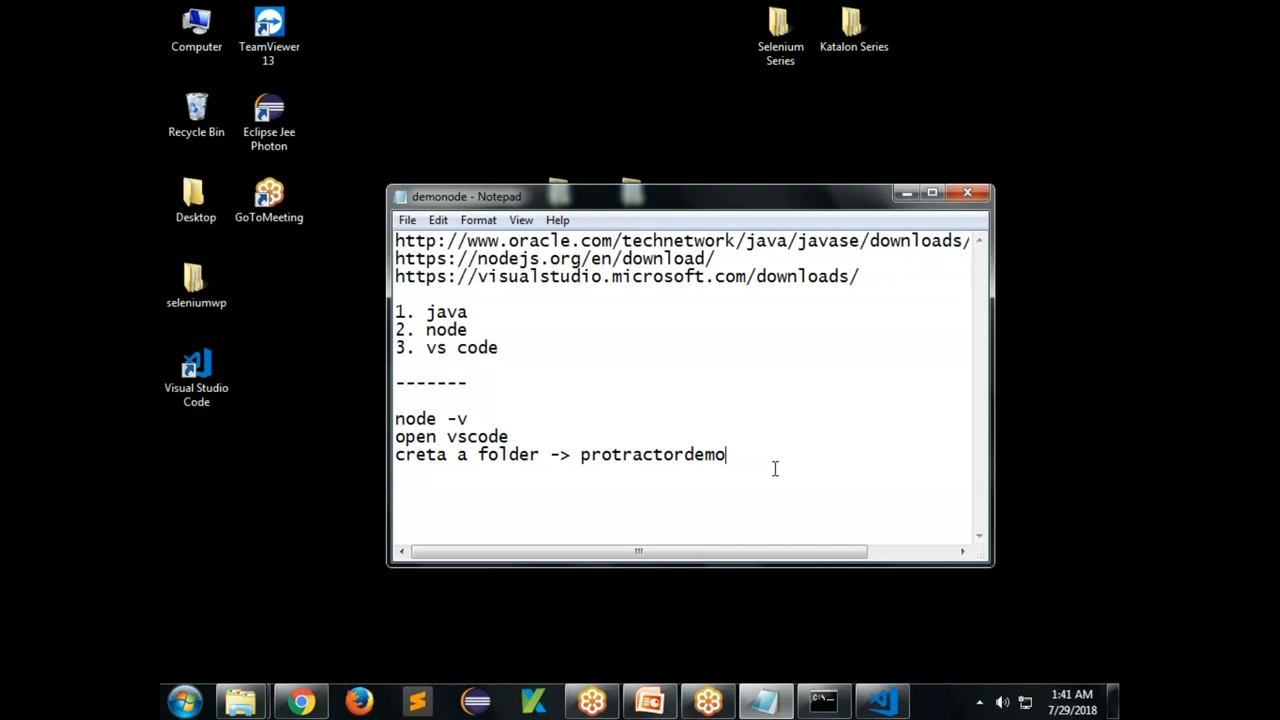 Computer
TeamViewer
13
Selenium
Series
Katalon Series
Recycle Bin
Eclipse Jee
Photon
Desktop
GoToMeeting
seleniumwp
Visual Studio
Code
demonode - Notepad
File Edit Format View Help
http://www.oracle.com/technetwork/java/javase/downloads/
https://nodejs.org/en/download/
https://visualstudio.microsoft.com/downloads/
1. java
2. node
3. vs code
-------
node -v
open vscode
creta a folder -> protractordemo
1:41 AM
7/29/2018